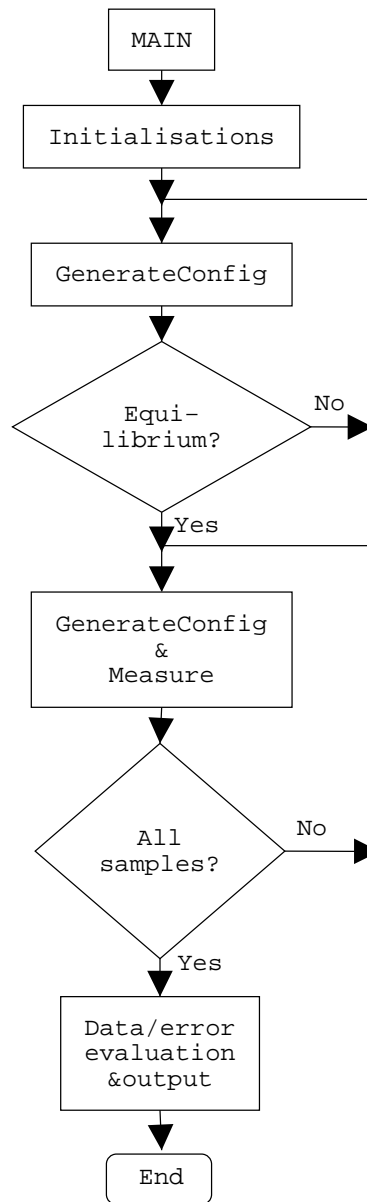 MAIN
Initialisations
GenerateConfig
Equi-
librium?
No
Yes
GenerateConfig
&
Measure
All
samples?
No
Yes
Data/error
evaluation
&output
End